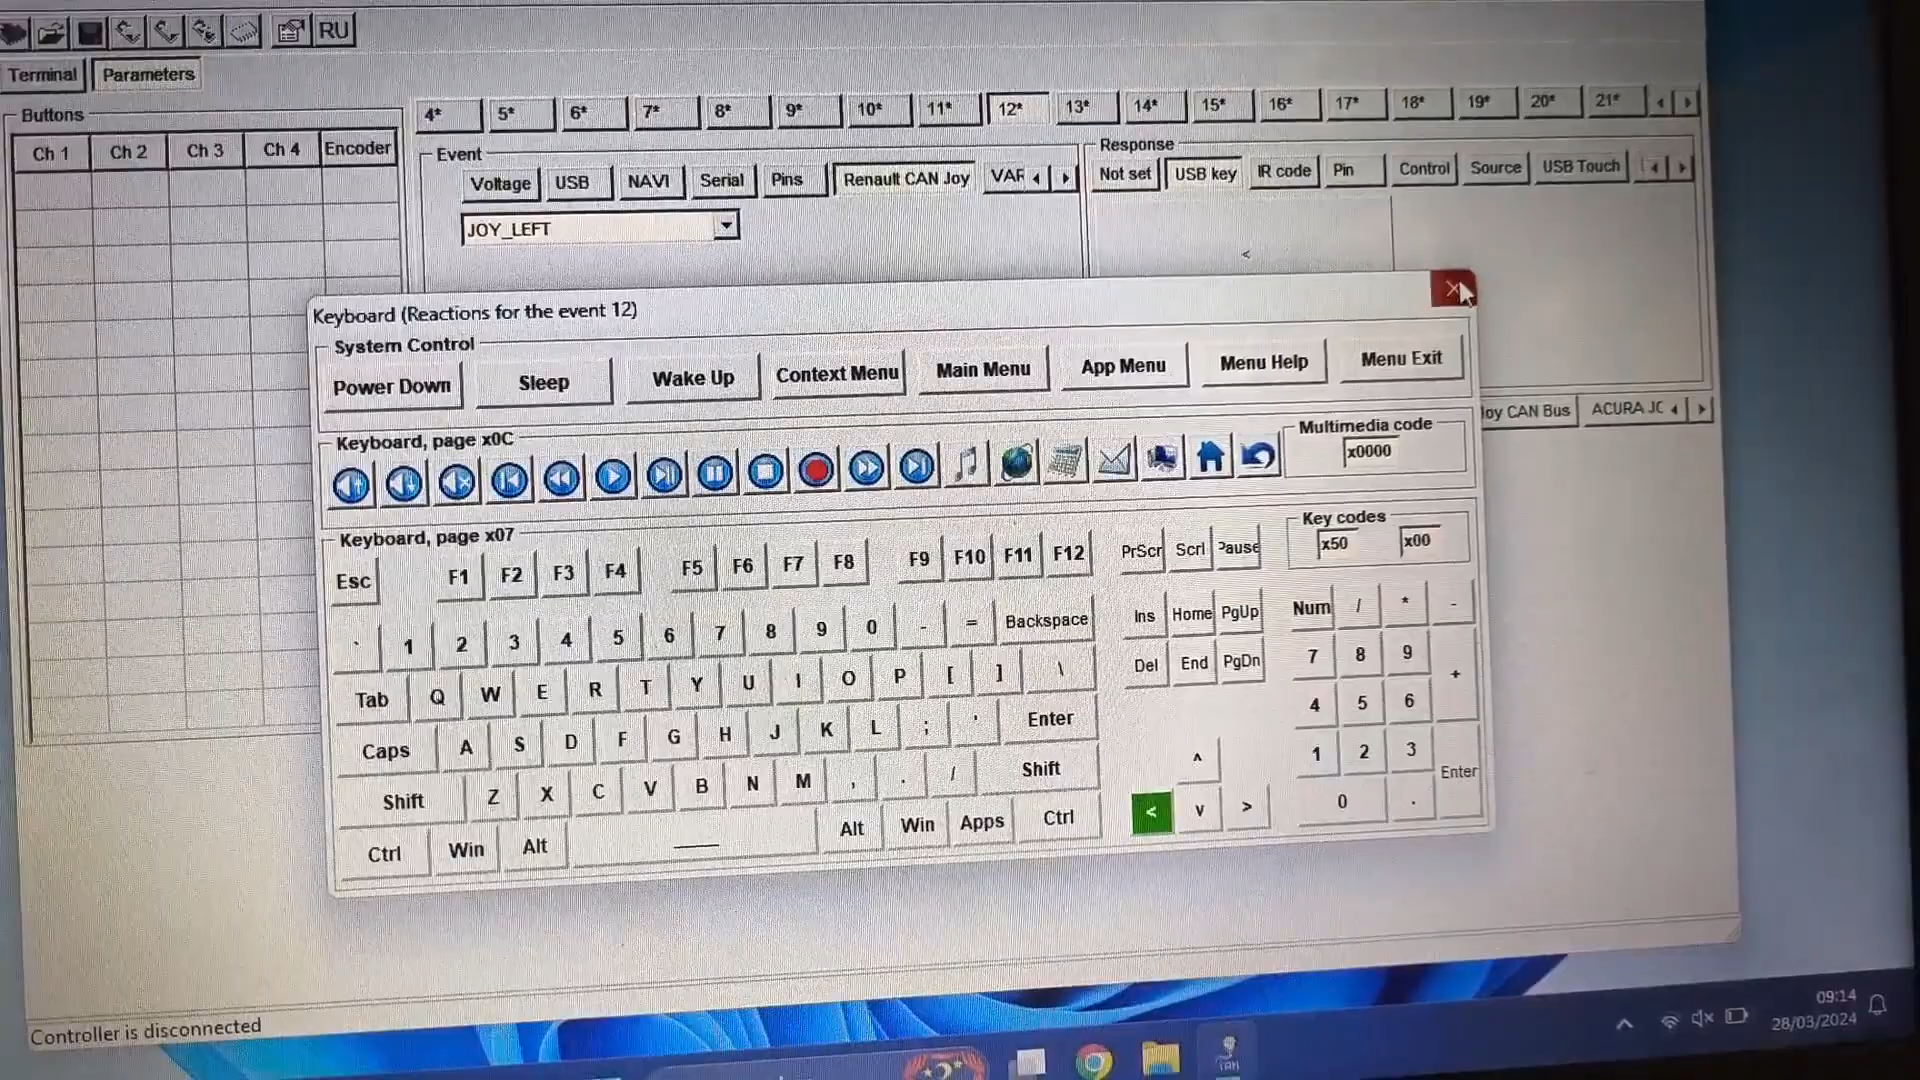 RU
Terminal Parameters
Buttons
Ch 1 Ch 2 Ch 3 Ch 4 Encoder
4* 5* 6* 7* 8* 9* 10* 11* 12* 13* 14* 15* 16* 17* 18* 19* 20* 21*
Event
Voltage USB NAVI Serial Pins Renault CAN Joy VAR
JOY_LEFT
Response
Not set USB key IR code Pin Control Source USB Touch
<
Joy CAN Bus ACURA JC
Keyboard (Reactions for the event 12)
System Control
Power Down Sleep Wake Up Context Menu Main Menu App Menu Menu Help Menu Exit
Keyboard, page x0C
Multimedia code
x0000
Keyboard, page x07
Key codes
x50 x00
Esc F1 F2 F3 F4 F5 F6 F7 F8 F9 F10 F11 F12 PrScr Scrl Pause
` 1 2 3 4 5 6 7 8 9 0 - = Backspace Ins Home PgUp Num / * -
Tab Q W E R T Y U I O P [ ] \ Del End PgDn 7 8 9 +
Caps A S D F G H J K L ; ' Enter 4 5 6
Shift Z X C V B N M , . / Shift ^ 1 2 3 Enter
Ctrl Win Alt Alt Win Apps Ctrl < v > 0 .
Controller is disconnected
09:14
28/03/2024